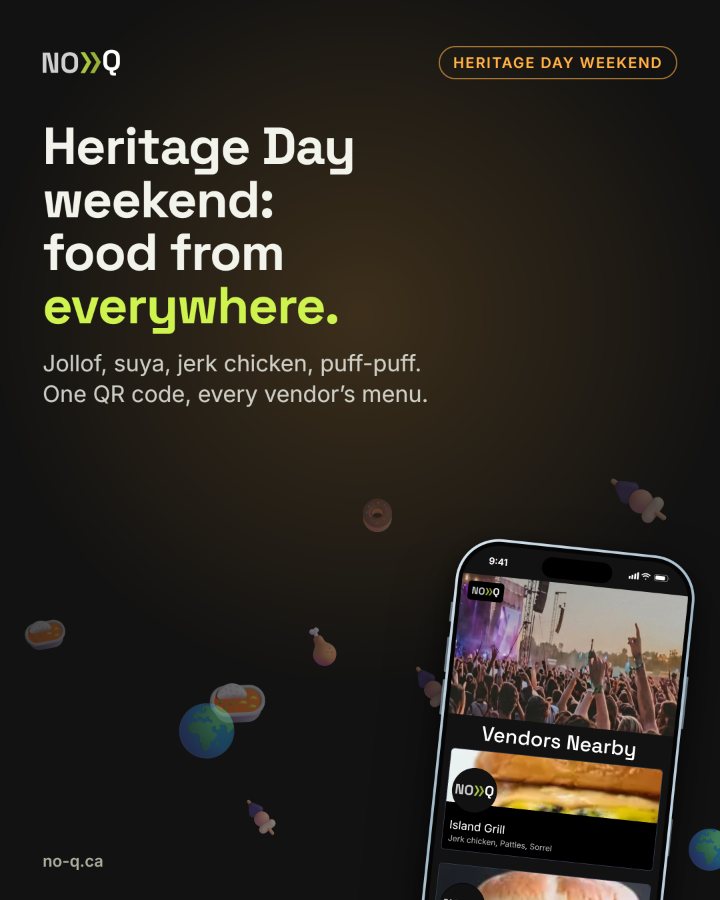 NO»Q
HERITAGE DAY WEEKEND
Heritage Day
weekend:
food from
everywhere.
Jollof, suya, jerk chicken, puff-puff.
One QR code, every vendor’s menu.
9:41
NO»Q
Vendors Nearby
NO»Q
Island Grill
Jerk chicken, Patties, Sorrel
no-q.ca